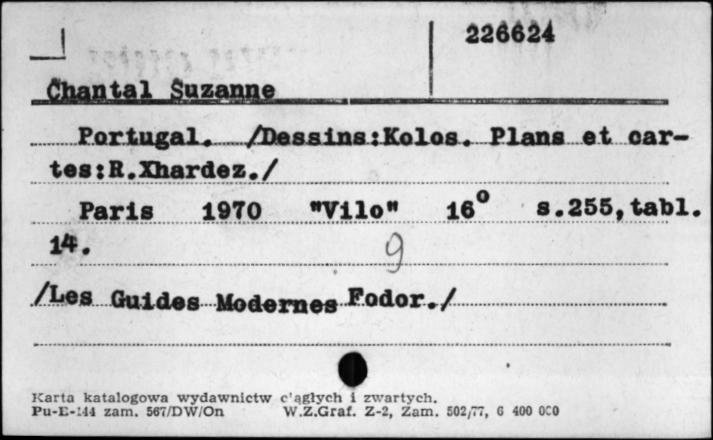 226624
Chantal Suzanne
Portugal. /Dessins:Kolos. Plans et car-
tes:R.Xhardez./
Paris 1970 "Vilo" 16° s.255,tabl.
14.
9
/Les Guides Modernes Fodor./
Karta katalogowa wydawnictw c'ągłych i zwartych.
Pu-E-144 zam. 567/DW/On W.Z.Graf. Z-2, Zam. 502/77, 6 400 000